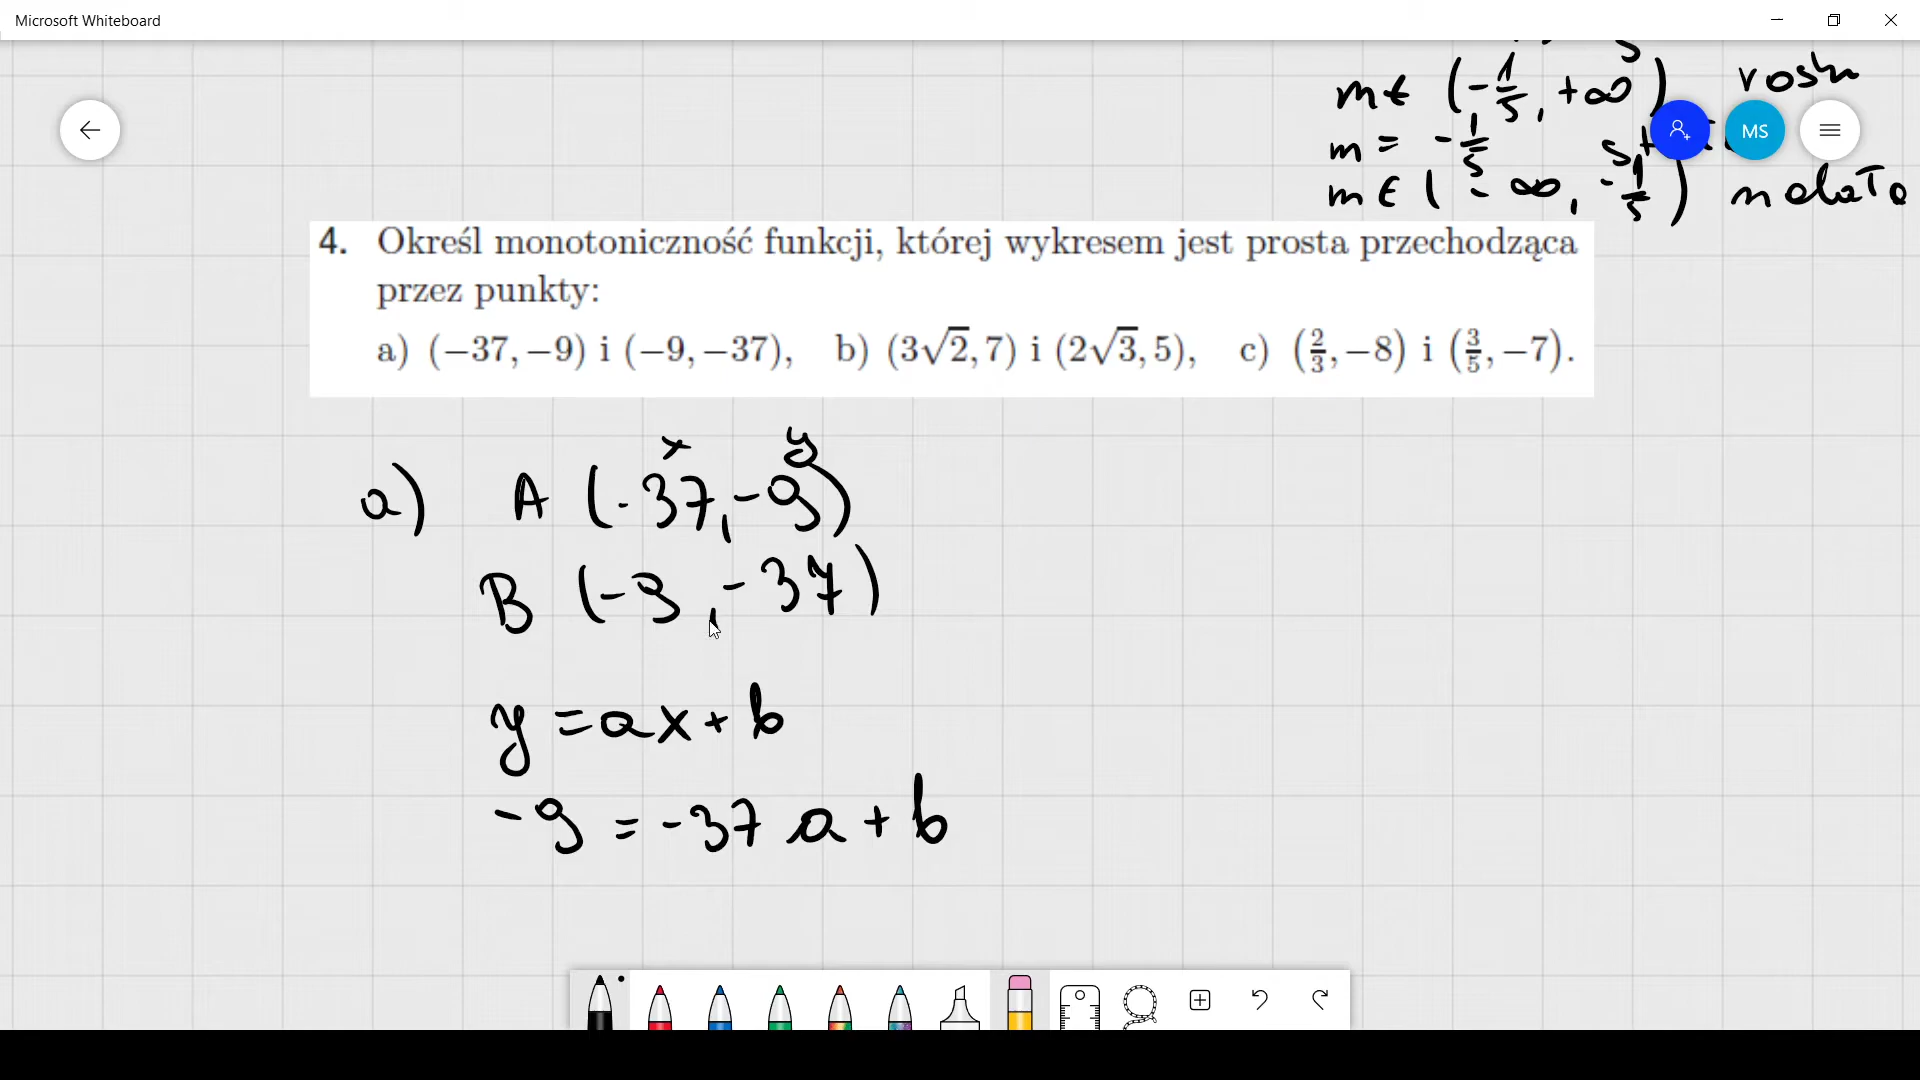 Microsoft Whiteboard
m ∈ (-1/5, +∞) rośn
m = -1/5
m ∈ (-∞, -1/5) malała
MS
4. Określ monotoniczność funkcji, której wykresem jest prosta przechodząca
przez punkty:
a) (−37, −9) i (−9, −37), b) (3√2, 7) i (2√3, 5), c) (2/3, −8) i (3/5, −7).
x y
a) A (-37, -9)
B (-9, -37)
y = ax + b
-9 = -37 a + b